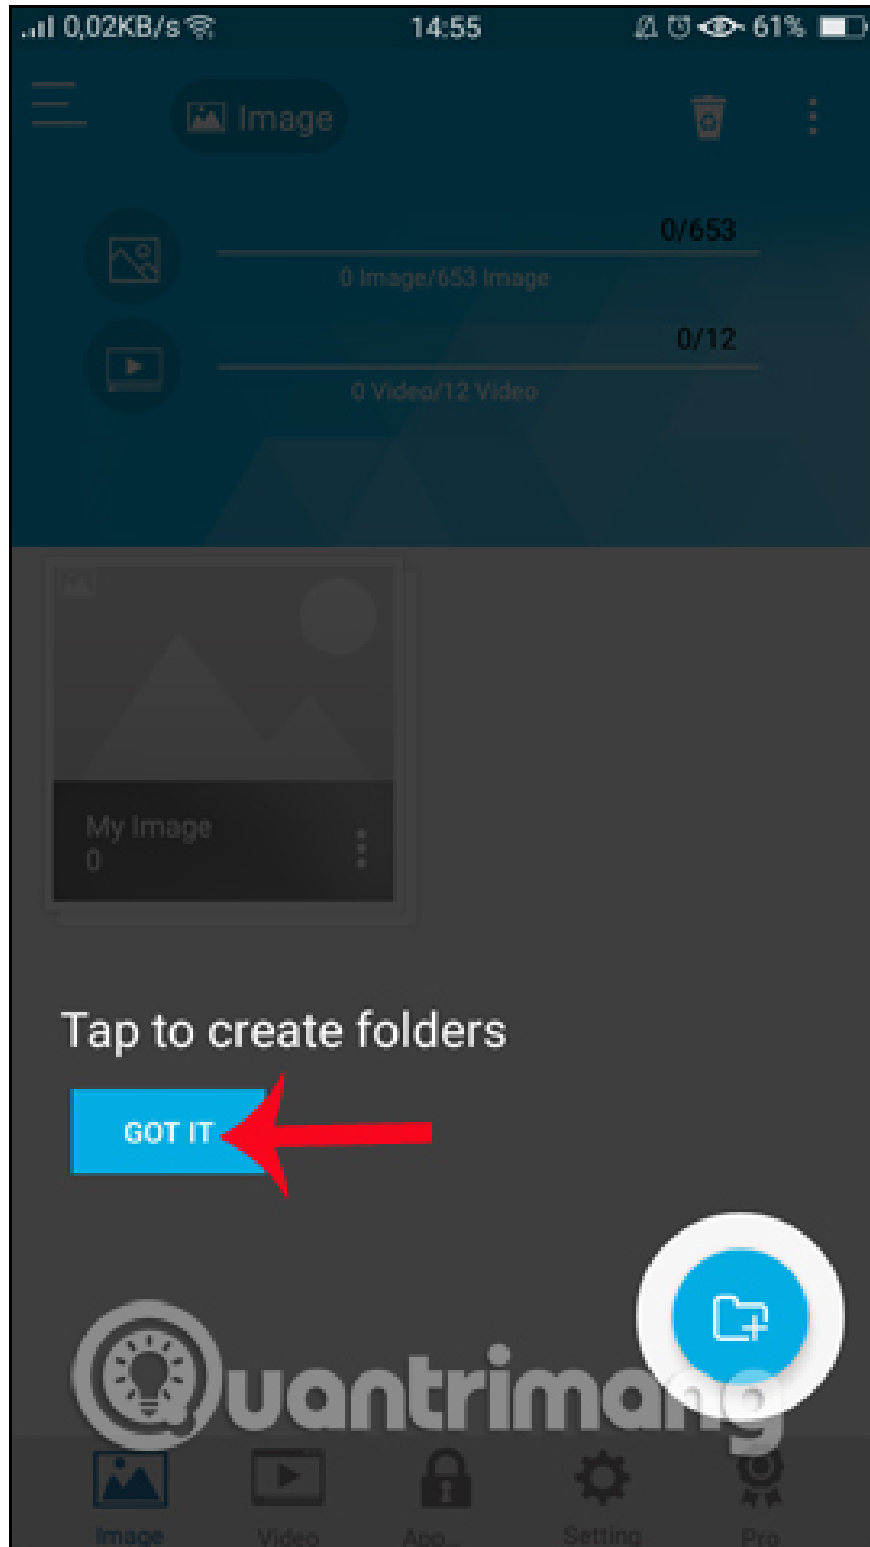 0,02KB/s
14:55
61%
Image
0/653
0 Image/653 Image
0/12
0 Video/12 Video
My Image
0
Tap to create folders
GOT IT
Quantrimang
Image Video App... Setting Pro